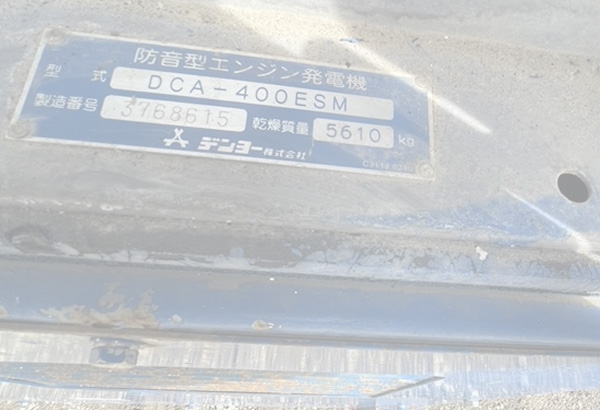 防音型エンジン発電機
型式 DCA-400ESM
製造番号 3768615 乾燥質量 5610 kg
デンヨー株式会社